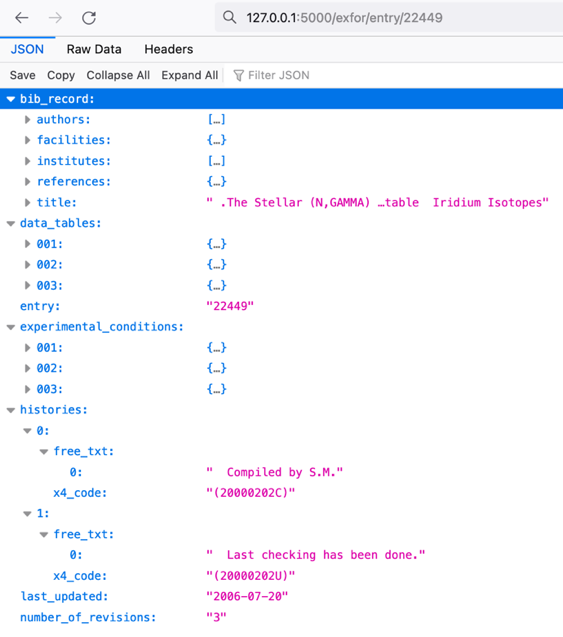 127.0.0.1:5000/exfor/entry/22449
JSON Raw Data Headers
Save Copy Collapse All Expand All Filter JSON
bib_record:
authors: […]
facilities: {…}
institutes: […]
references: {…}
title: " .The Stellar (N,GAMMA) …table  Iridium Isotopes"
data_tables:
001: {…}
002: {…}
003: {…}
entry: "22449"
experimental_conditions:
001: {…}
002: {…}
003: {…}
histories:
0:
free_txt:
0: "  Compiled by S.M."
x4_code: "(20000202C)"
1:
free_txt:
0: "  Last checking has been done."
x4_code: "(20000202U)"
last_updated: "2006-07-20"
number_of_revisions: "3"